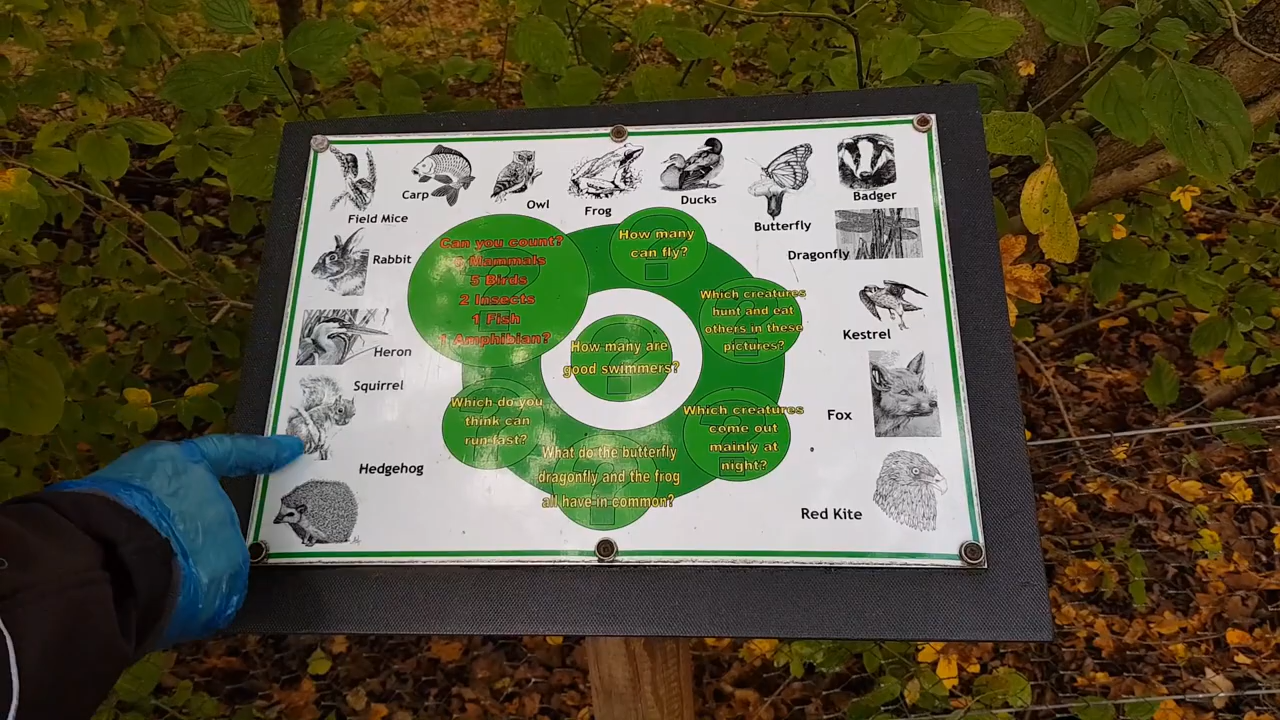 Field Mice
Carp
Owl
Frog
Ducks
Butterfly
Badger
Rabbit
Dragonfly
Heron
Kestrel
Squirrel
Fox
Hedgehog
Red Kite
Can you count?
6 Mammals
5 Birds
2 Insects
1 Fish
1 Amphibian?
How many
can fly?
Which creatures
hunt and eat
others in these
pictures?
How many are
good swimmers?
Which do you
think can
run fast?
Which creatures
come out
mainly at
night?
What do the butterfly
dragonfly and the frog
all have in common?